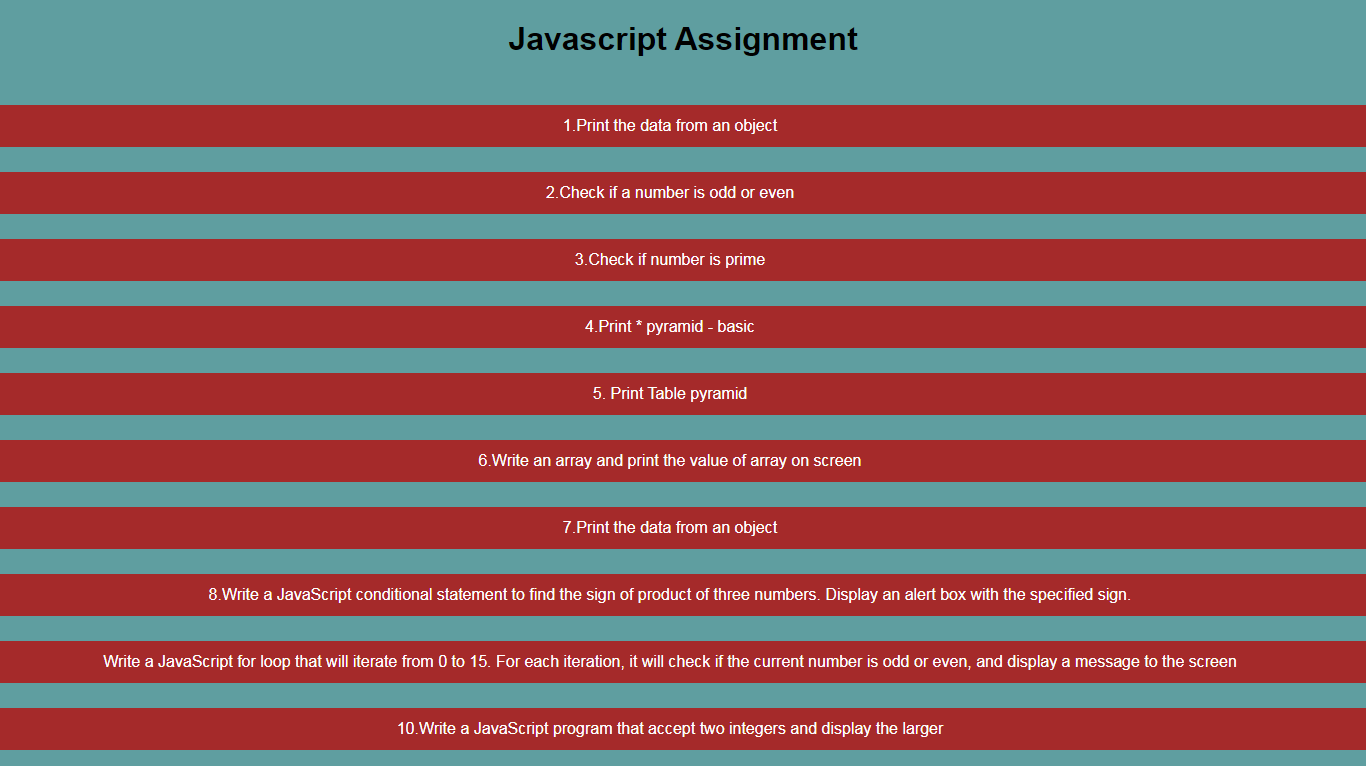 Javascript Assignment
1.Print the data from an object
2.Check if a number is odd or even
3.Check if number is prime
4.Print * pyramid - basic
5. Print Table pyramid
6.Write an array and print the value of array on screen
7.Print the data from an object
8.Write a JavaScript conditional statement to find the sign of product of three numbers. Display an alert box with the specified sign.
Write a JavaScript for loop that will iterate from 0 to 15. For each iteration, it will check if the current number is odd or even, and display a message to the screen
10.Write a JavaScript program that accept two integers and display the larger